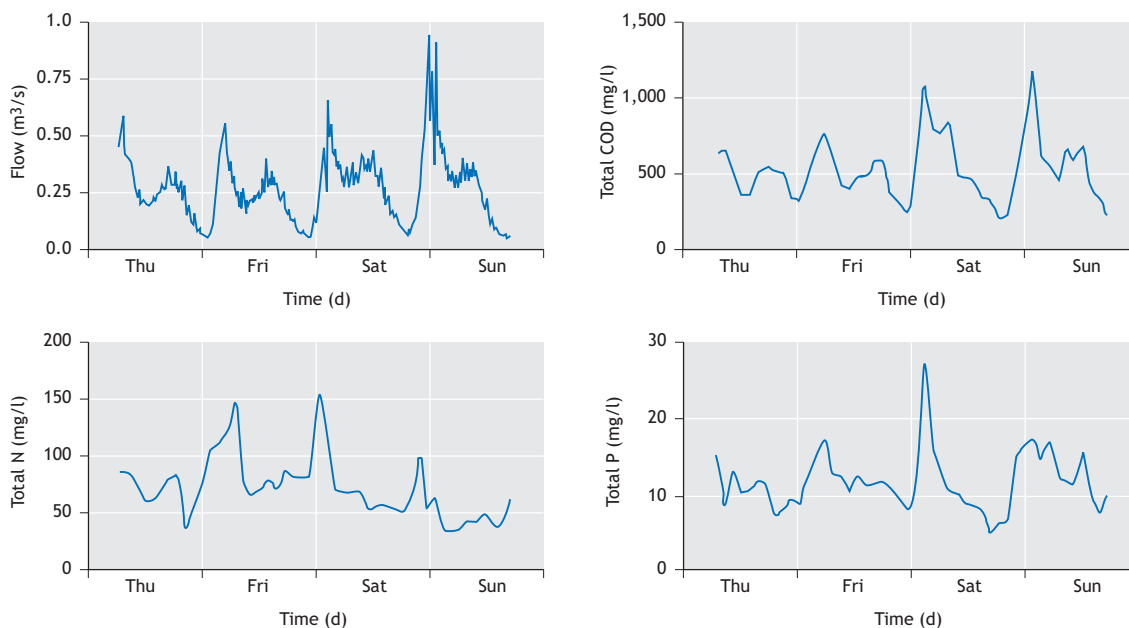 Flow (m³/s)
1.0
0.75
0.50
0.25
0.0
Thu Fri Sat Sun
Time (d)
Total COD (mg/l)
1,500
1,000
500
0
Thu Fri Sat Sun
Time (d)
Total N (mg/l)
200
150
100
50
0
Thu Fri Sat Sun
Time (d)
Total P (mg/l)
30
20
10
0
Thu Fri Sat Sun
Time (d)